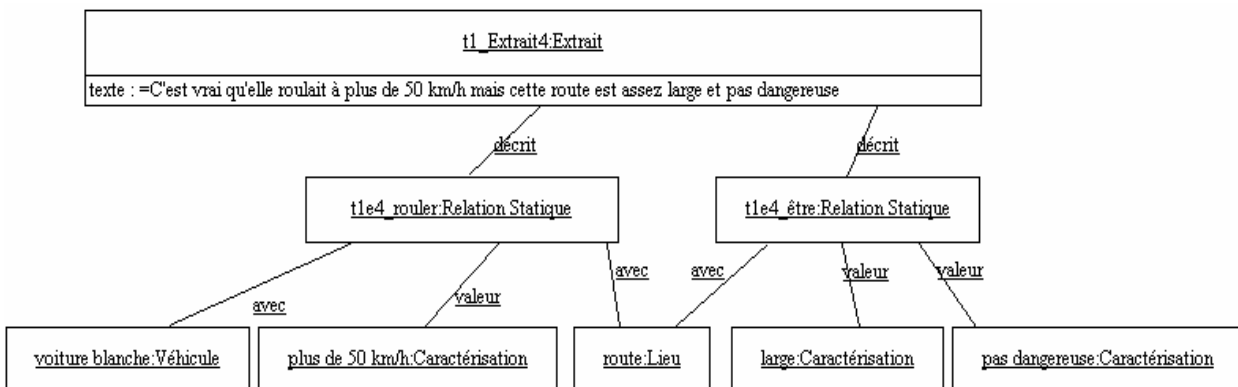 t1_Extrait4:Extrait
texte : =C'est vrai qu'elle roulait à plus de 50 km/h mais cette route est assez large et pas dangereuse
décrit
décrit
t1e4_rouler:Relation Statique
t1e4_être:Relation Statique
avec
valeur
avec
avec
valeur
valeur
voiture blanche:Véhicule
plus de 50 km/h:Caractérisation
route:Lieu
large:Caractérisation
pas dangereuse:Caractérisation